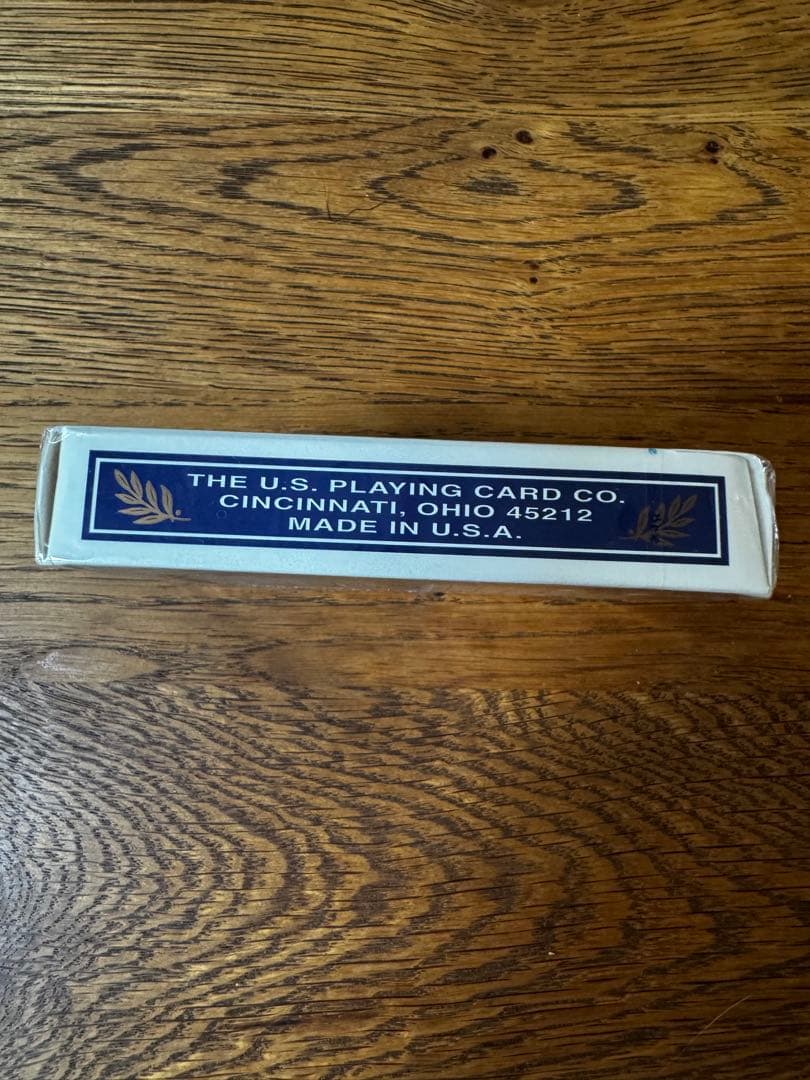 THE U.S. PLAYING CARD CO.
CINCINNATI, OHIO 45212
MADE IN U.S.A.